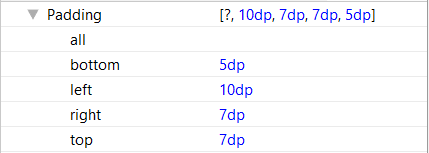 Padding [?, 10dp, 7dp, 7dp, 5dp]
all
bottom 5dp
left 10dp
right 7dp
top 7dp